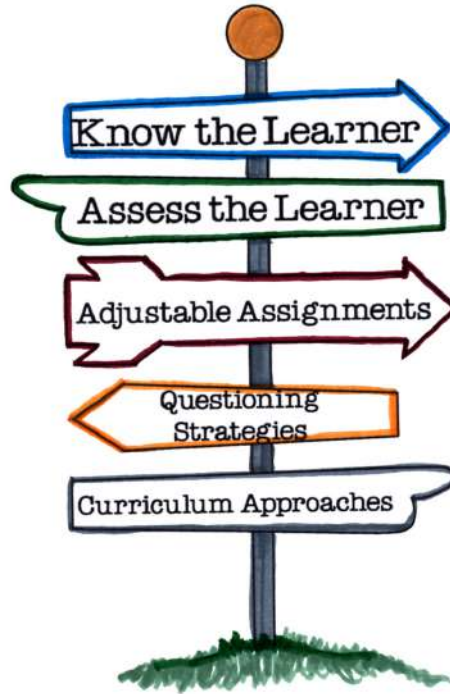 Know the Learner
Assess the Learner
Adjustable Assignments
Questioning
Strategies
Curriculum Approaches